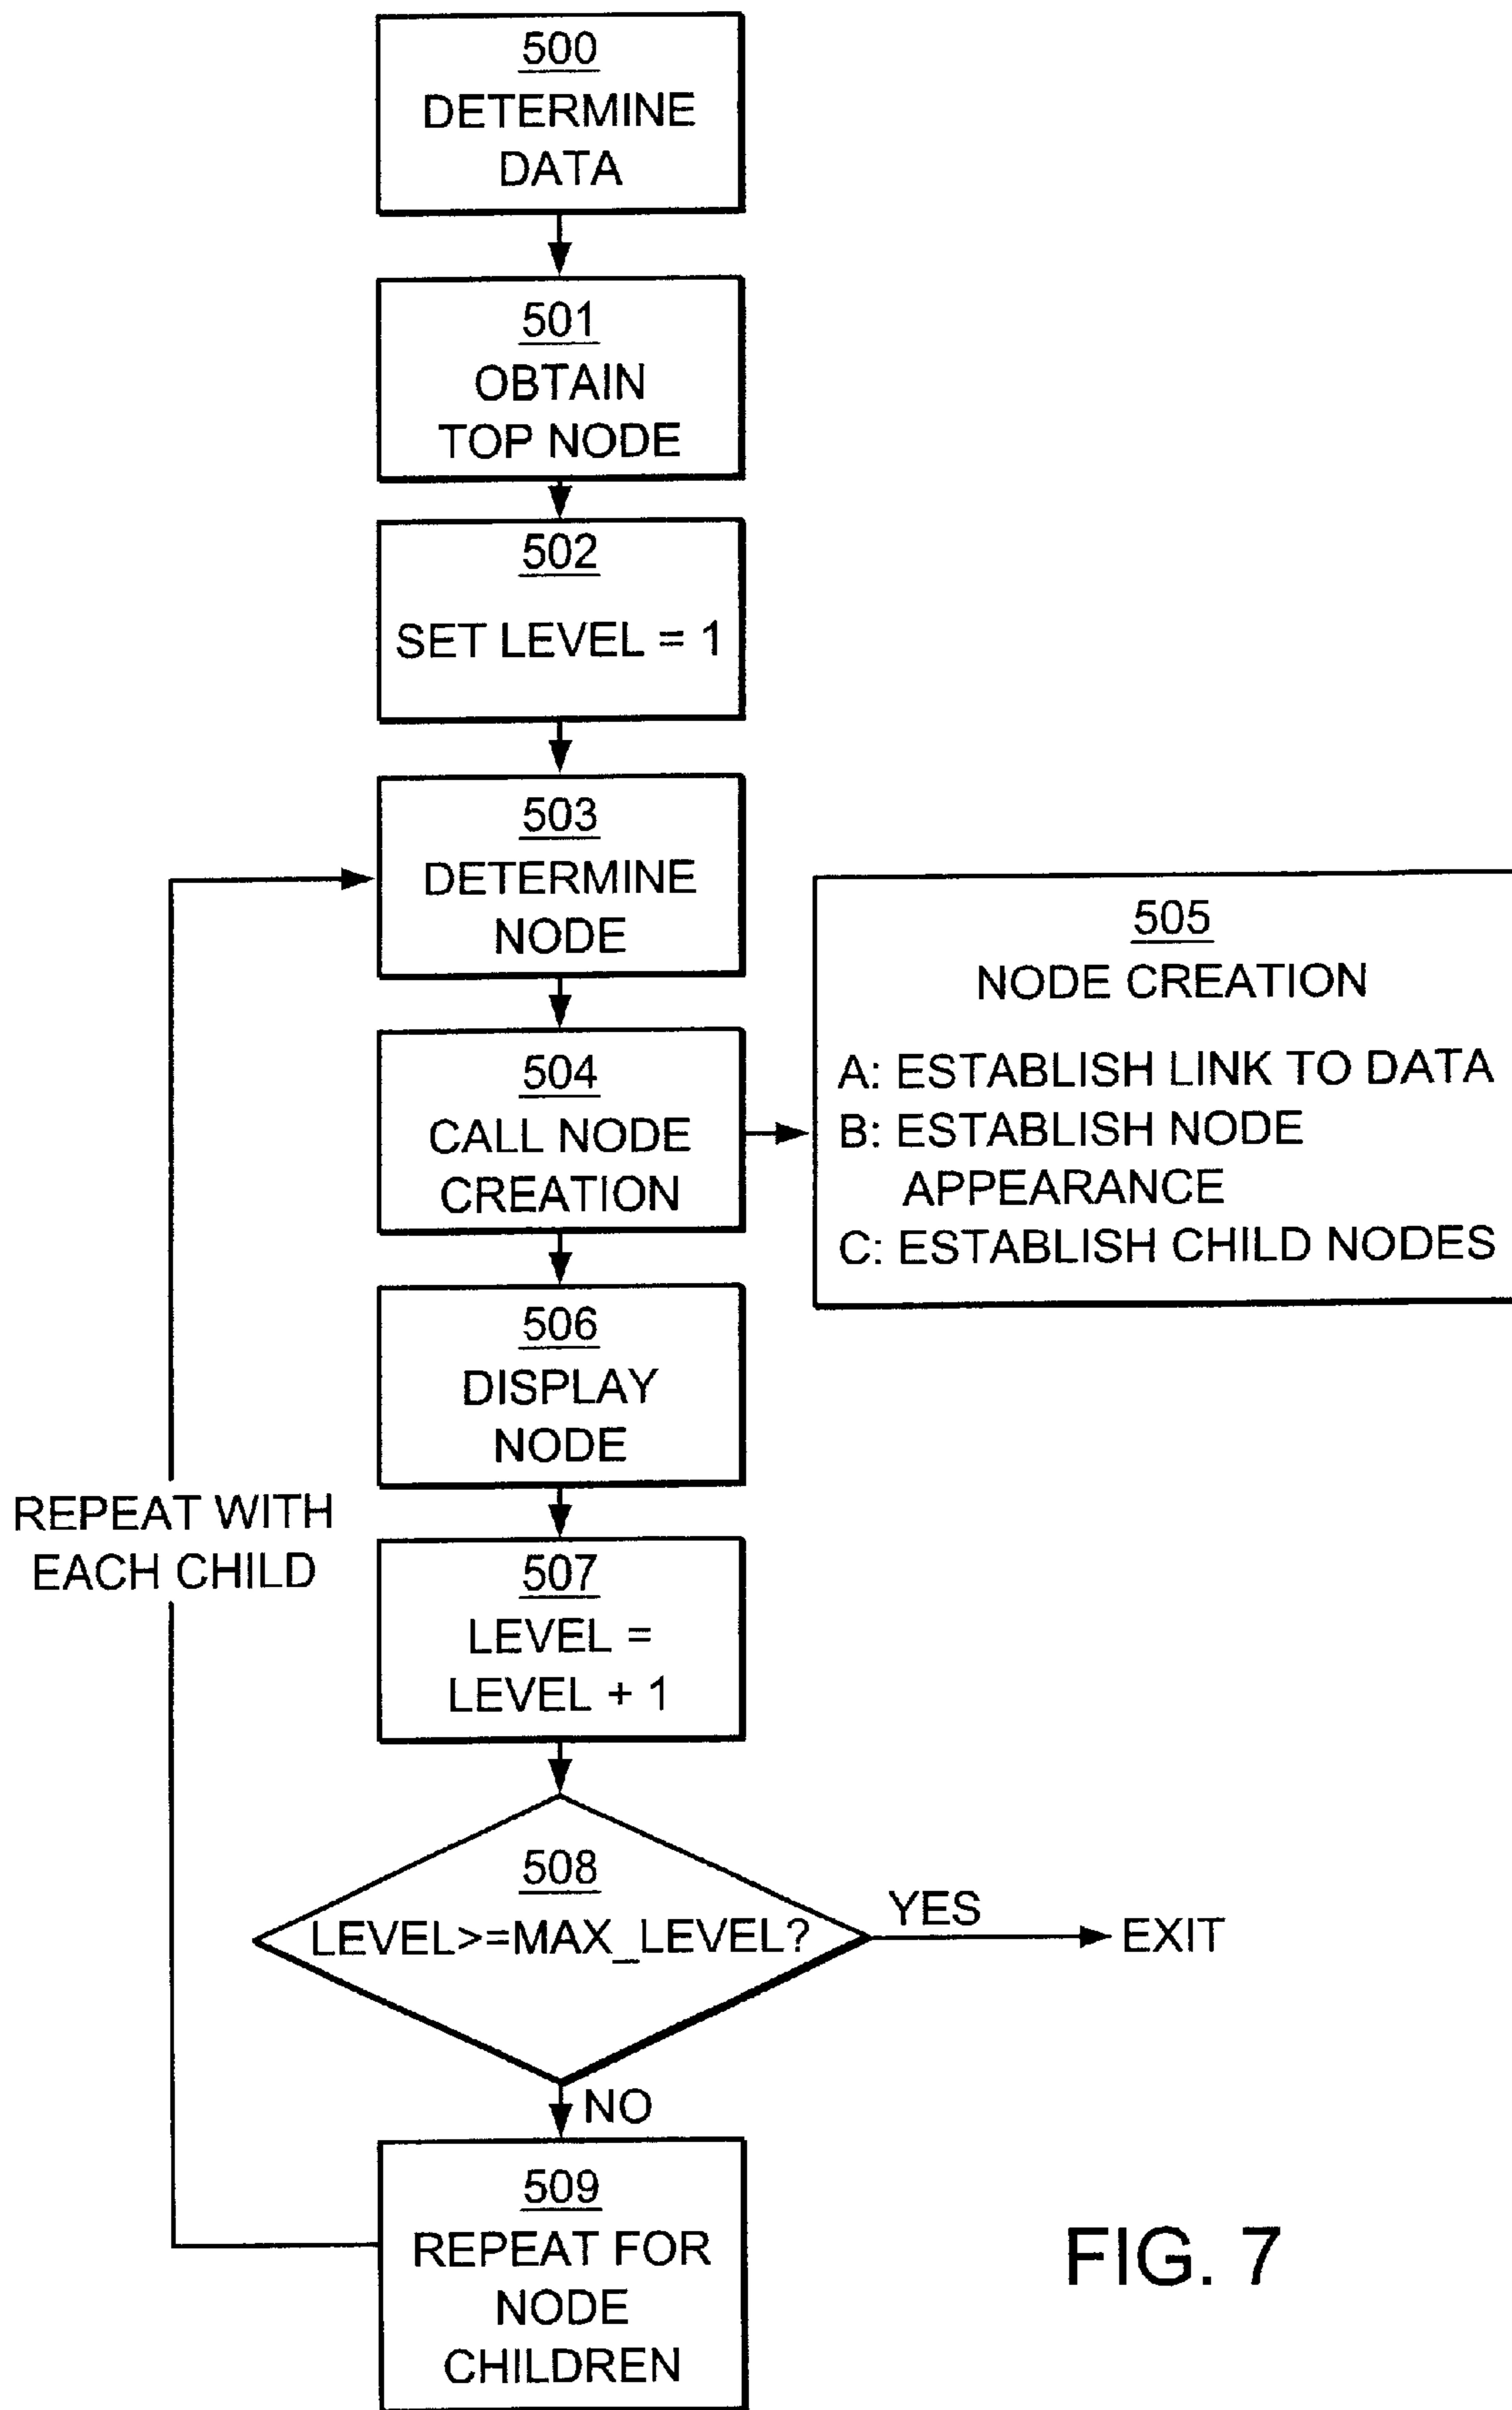 500
DETERMINE
DATA
501
OBTAIN
TOP NODE
502
SET LEVEL = 1
503
DETERMINE
NODE
504
CALL NODE
CREATION
505
NODE CREATION
A: ESTABLISH LINK TO DATA
B: ESTABLISH NODE
APPEARANCE
C: ESTABLISH CHILD NODES
506
DISPLAY
NODE
REPEAT WITH
EACH CHILD
507
LEVEL =
LEVEL + 1
508
LEVEL>=MAX_LEVEL?
YES
EXIT
NO
509
REPEAT FOR
NODE
CHILDREN
FIG. 7